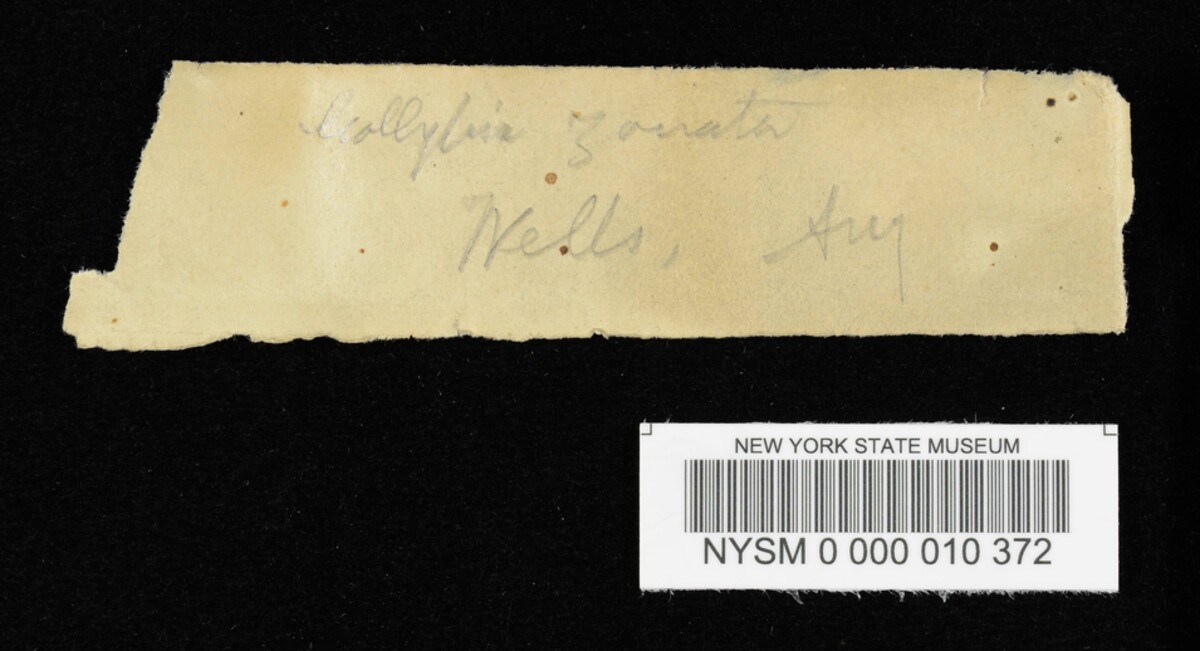 Collybia zonata
Wells, Aug
NEW YORK STATE MUSEUM
NYSM 0 000 010 372